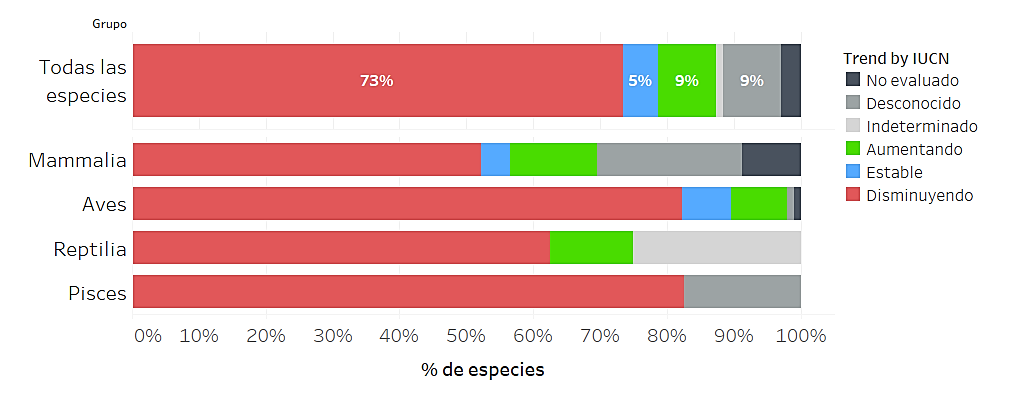 Grupo
Todas las
especies
73%
5%
9%
9%
Mammalia
Aves
Reptilia
Pisces
0% 10% 20% 30% 40% 50% 60% 70% 80% 90% 100%
% de especies
Trend by IUCN
No evaluado
Desconocido
Indeterminado
Aumentando
Estable
Disminuyendo